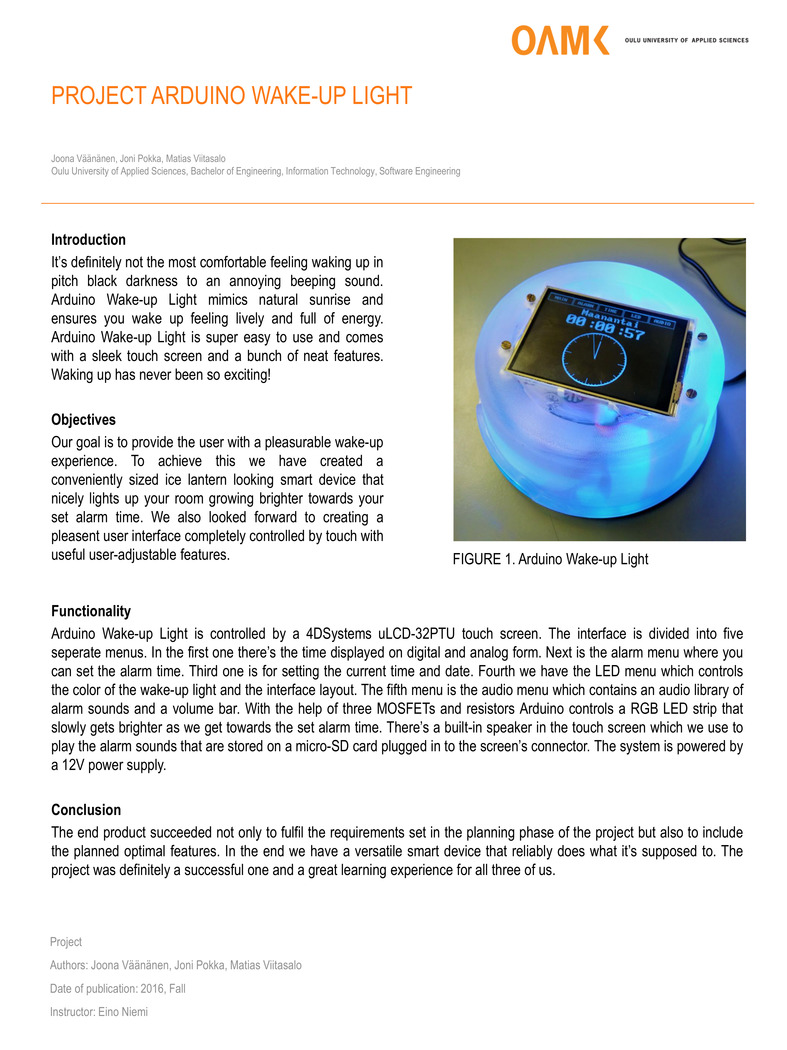 OAMK OULU UNIVERSITY OF APPLIED SCIENCES
PROJECT ARDUINO WAKE-UP LIGHT
Joona Väänänen, Joni Pokka, Matias Viitasalo
Oulu University of Applied Sciences, Bachelor of Engineering, Information Technology, Software Engineering
Introduction
It's definitely not the most comfortable feeling waking up in
pitch black darkness to an annoying beeping sound.
Arduino Wake-up Light mimics natural sunrise and
ensures you wake up feeling lively and full of energy.
Arduino Wake-up Light is super easy to use and comes
with a sleek touch screen and a bunch of neat features.
Waking up has never been so exciting!
Objectives
Our goal is to provide the user with a pleasurable wake-up
experience. To achieve this we have created a
conveniently sized ice lantern looking smart device that
nicely lights up your room growing brighter towards your
set alarm time. We also looked forward to creating a
pleasent user interface completely controlled by touch with
useful user-adjustable features.
MAIN ALARM TIME LED AUDIO
Maanantai
00:00:57
FIGURE 1. Arduino Wake-up Light
Functionality
Arduino Wake-up Light is controlled by a 4DSystems uLCD-32PTU touch screen. The interface is divided into five
seperate menus. In the first one there's the time displayed on digital and analog form. Next is the alarm menu where you
can set the alarm time. Third one is for setting the current time and date. Fourth we have the LED menu which controls
the color of the wake-up light and the interface layout. The fifth menu is the audio menu which contains an audio library of
alarm sounds and a volume bar. With the help of three MOSFETs and resistors Arduino controls a RGB LED strip that
slowly gets brighter as we get towards the set alarm time. There's a built-in speaker in the touch screen which we use to
play the alarm sounds that are stored on a micro-SD card plugged in to the screen's connector. The system is powered by
a 12V power supply.
Conclusion
The end product succeeded not only to fulfil the requirements set in the planning phase of the project but also to include
the planned optimal features. In the end we have a versatile smart device that reliably does what it's supposed to. The
project was definitely a successful one and a great learning experience for all three of us.
Project
Authors: Joona Väänänen, Joni Pokka, Matias Viitasalo
Date of publication: 2016, Fall
Instructor: Eino Niemi